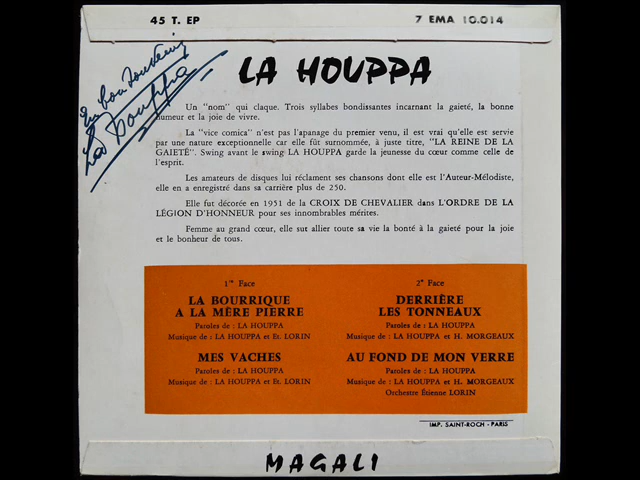 45 T. EP
7 EMA 10.014
En bon souvenir
La Houppa
LA HOUPPA
Un "nom" qui claque. Trois syllabes bondissantes incarnant la gaieté, la bonne
humeur et la joie de vivre.
La "vice comica" n'est pas l'apanage du premier venu, il est vrai qu'elle est servie
par une nature exceptionnelle car elle fût surnommée, à juste titre, "LA REINE DE LA
GAIETÉ". Swing avant le swing LA HOUPPA garde la jeunesse du cœur comme celle de
l'esprit.
Les amateurs de disques lui réclament ses chansons dont elle est l'Auteur-Mélodiste,
elle en a enregistré dans sa carrière plus de 250.
Elle fut décorée en 1951 de la CROIX DE CHEVALIER dans L'ORDRE DE LA
LÉGION D'HONNEUR pour ses innombrables mérites.
Femme au grand cœur, elle sut allier toute sa vie la bonté à la gaieté pour la joie
et le bonheur de tous.
1re Face
LA BOURRIQUE
A LA MÈRE PIERRE
Paroles de : LA HOUPPA
Musique de : LA HOUPPA et Et. LORIN
MES VACHES
Paroles de : LA HOUPPA
Musique de : LA HOUPPA et Et. LORIN
2e Face
DERRIÈRE
LES TONNEAUX
Paroles de : LA HOUPPA
Musique de : LA HOUPPA et H. MORGEAUX
AU FOND DE MON VERRE
Paroles de : LA HOUPPA
Musique de : LA HOUPPA et H. MORGEAUX
Orchestre Étienne LORIN
IMP. SAINT-ROCH - PARIS
MAGALI